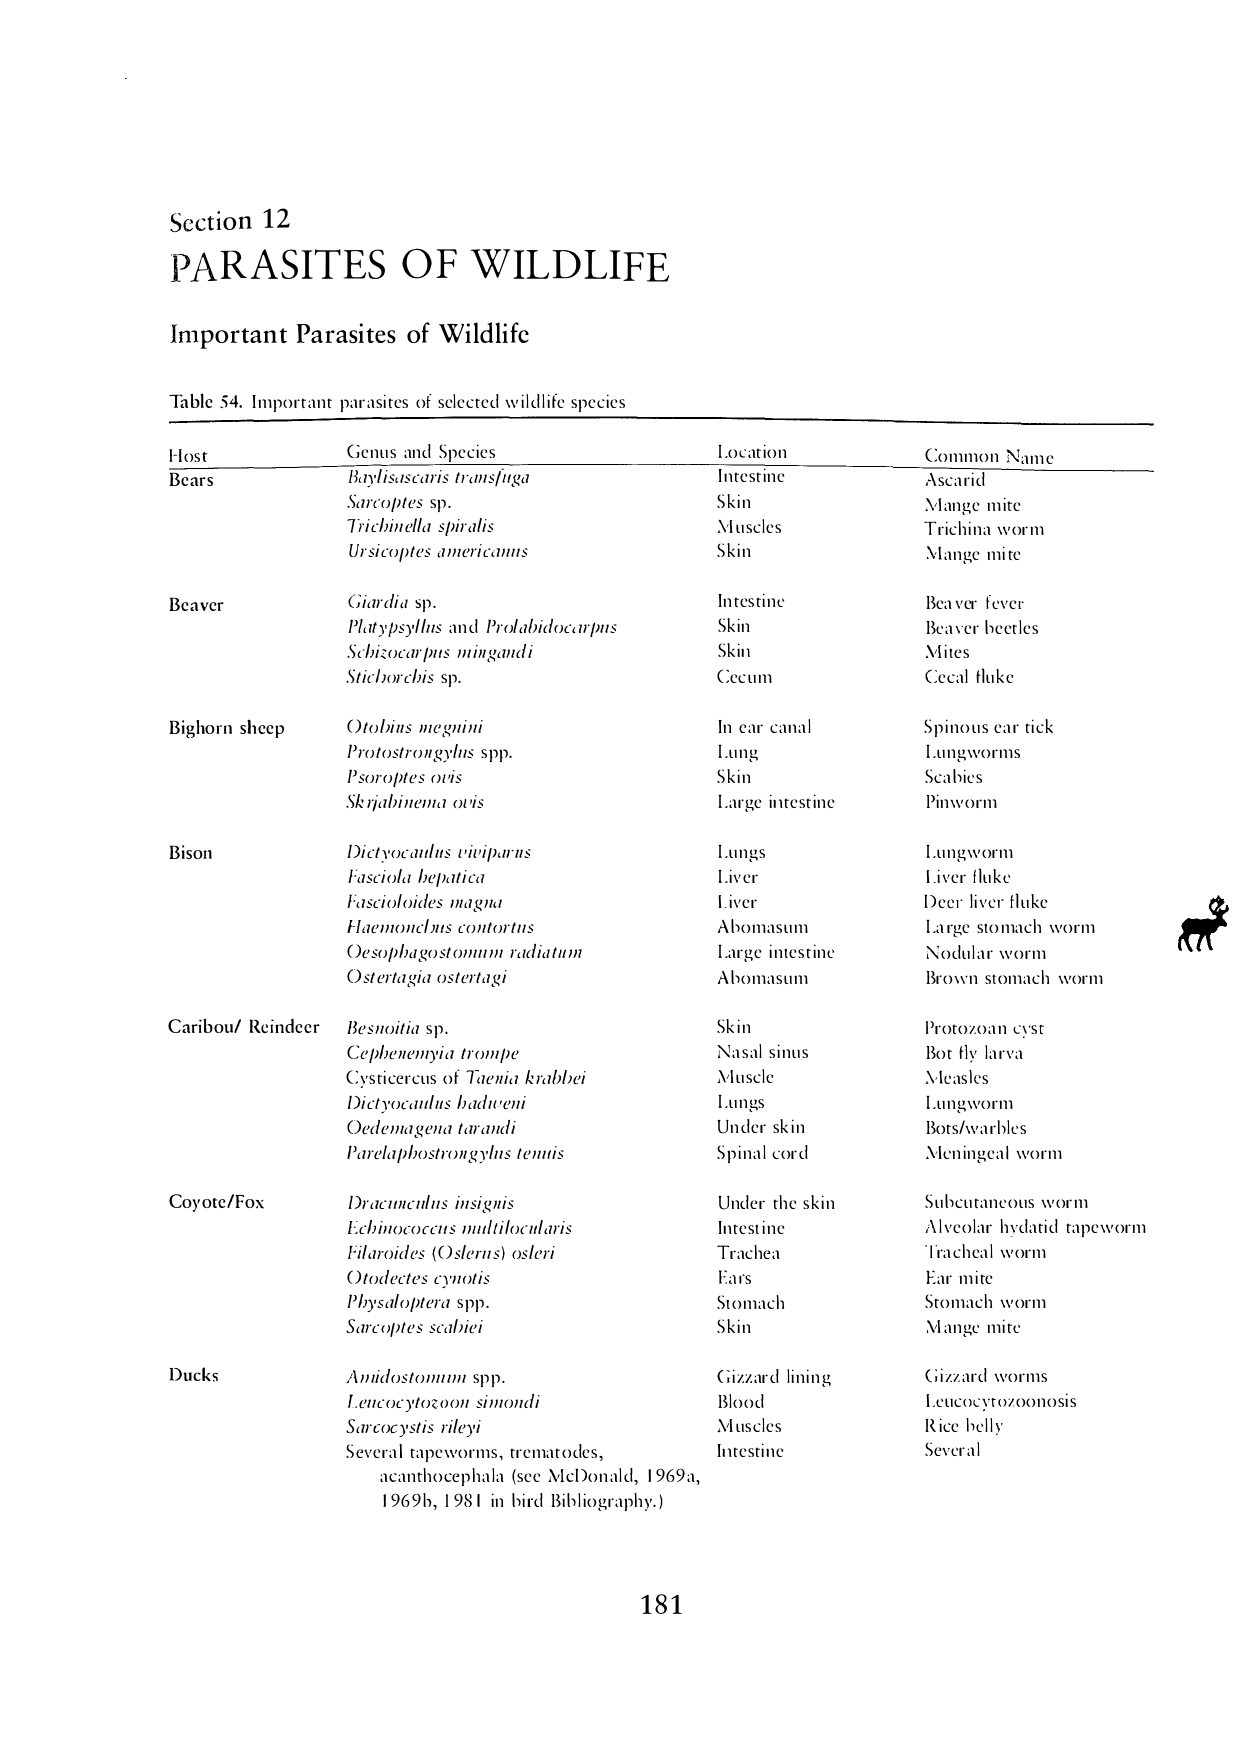 Section 12
PARASITES OF WILDLIFE
Important Parasites of Wildlife
Table 54. Important parasites of selected wildlife species
Host Genus and Species Location Common Name
Bears Baylisascaris transfuga Intestine Ascarid
Sarcoptes sp. Skin Mange mite
Trichinella spiralis Muscles Trichina worm
Ursicoptes americanus Skin Mange mite
Beaver Giardia sp. Intestine Beaver fever
Platypsyllus and Prolabidocarpus Skin Beaver beetles
Schizocarpus mingandi Skin Mites
Stichorchis sp. Cecum Cecal fluke
Bighorn sheep Otobius megnini In ear canal Spinous ear tick
Protostrongylus spp. Lung Lungworms
Psoroptes ovis Skin Scabies
Skrjabinema ovis Large intestine Pinworm
Bison Dictyocaulus viviparus Lungs Lungworm
Fasciola hepatica Liver Liver fluke
Fascioloides magna Liver Deer liver fluke
Haemonchus contortus Abomasum Large stomach worm
Oesophagostomum radiatum Large intestine Nodular worm
Ostertagia ostertagi Abomasum Brown stomach worm
Caribou/ Reindeer Besnoitia sp. Skin Protozoan cyst
Cephenemyia trompe Nasal sinus Bot fly larva
Cysticercus of Taenia krabbei Muscle Measles
Dictyocaulus hadweni Lungs Lungworm
Oedemagena tarandi Under skin Bots/warbles
Parelaphostrongylus tenuis Spinal cord Meningeal worm
Coyote/Fox Dracunculus insignis Under the skin Subcutaneous worm
Echinococcus multilocularis Intestine Alveolar hydatid tapeworm
Filaroides (Oslerus) osleri Trachea Tracheal worm
Otodectes cynotis Ears Ear mite
Physaloptera spp. Stomach Stomach worm
Sarcoptes scabiei Skin Mange mite
Ducks Amidostomum spp. Gizzard lining Gizzard worms
Leucocytozoon simondi Blood Leucocytozoonosis
Sarcocystis rileyi Muscles Rice belly
Several tapeworms, trematodes, Intestine Several
acanthocephala (see McDonald, 1969a,
1969b, 1981 in bird Bibliography.)
181